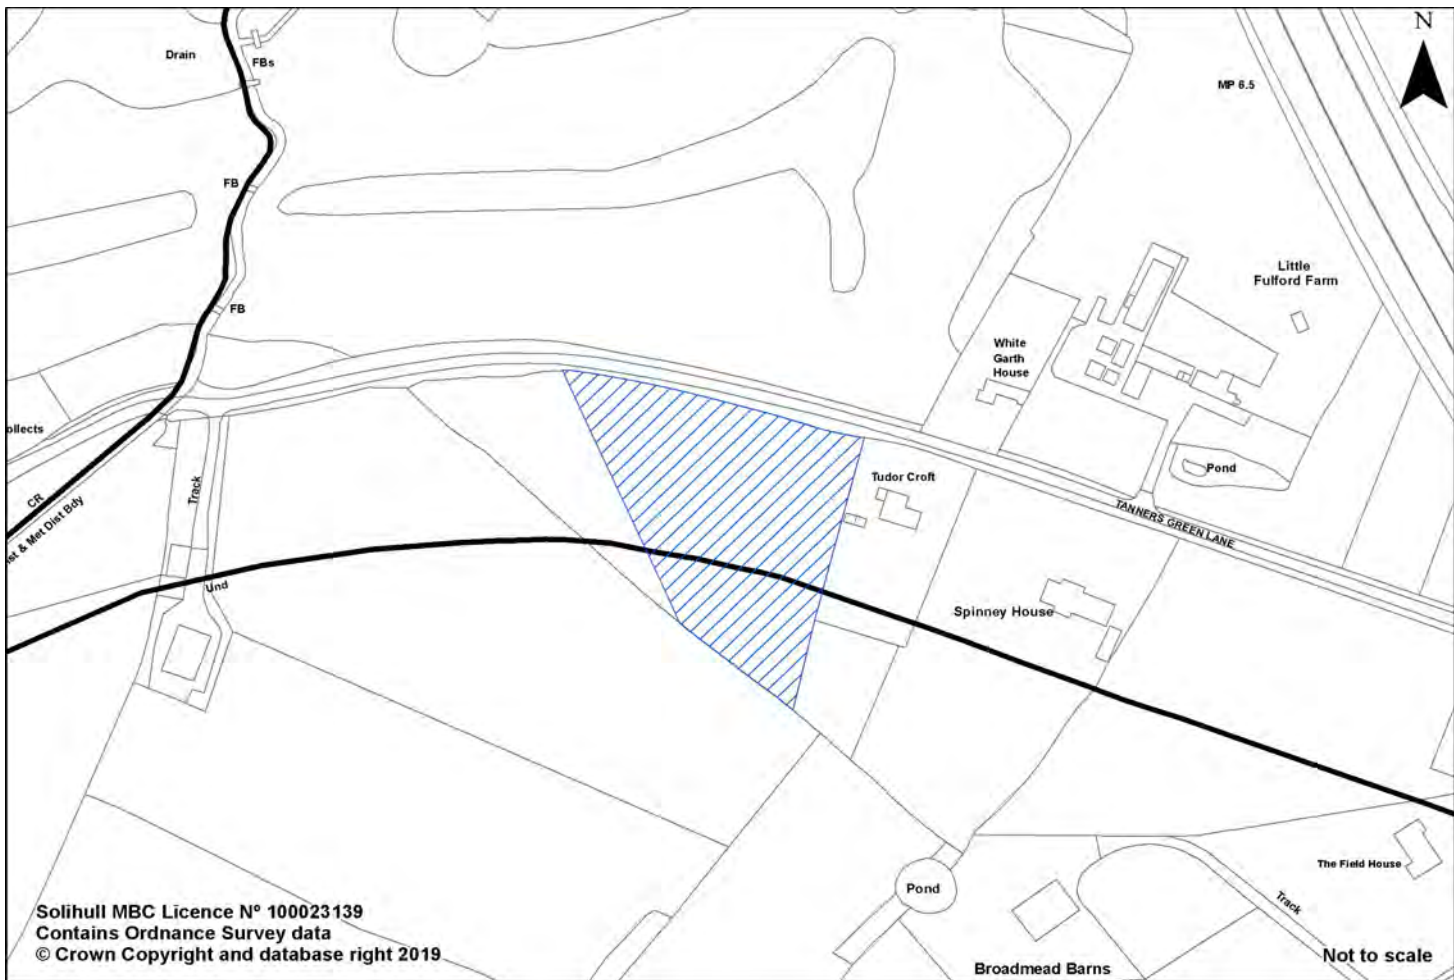 N
Drain
FBs
MP 6.5
FB
Little
Fulford Farm
FB
White
Garth
House
ollects
Pond
Tudor Croft
Track
CR
TANNERS GREEN LANE
st & Met Dist Bdy
Und
Spinney House
The Field House
Pond
Track
Solihull MBC Licence Nº 100023139
Contains Ordnance Survey data
© Crown Copyright and database right 2019
Not to scale
Broadmead Barns